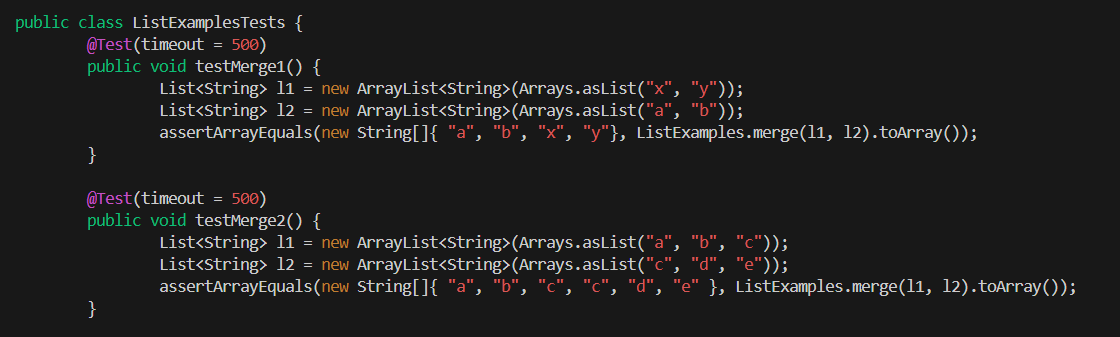 public class ListExamplesTests {
        @Test(timeout = 500)
        public void testMerge1() {
                List<String> l1 = new ArrayList<String>(Arrays.asList("x", "y"));
                List<String> l2 = new ArrayList<String>(Arrays.asList("a", "b"));
                assertArrayEquals(new String[]{ "a", "b", "x", "y"}, ListExamples.merge(l1, l2).toArray());
        }

        @Test(timeout = 500)
        public void testMerge2() {
                List<String> l1 = new ArrayList<String>(Arrays.asList("a", "b", "c"));
                List<String> l2 = new ArrayList<String>(Arrays.asList("c", "d", "e"));
                assertArrayEquals(new String[]{ "a", "b", "c", "c", "d", "e" }, ListExamples.merge(l1, l2).toArray());
        }